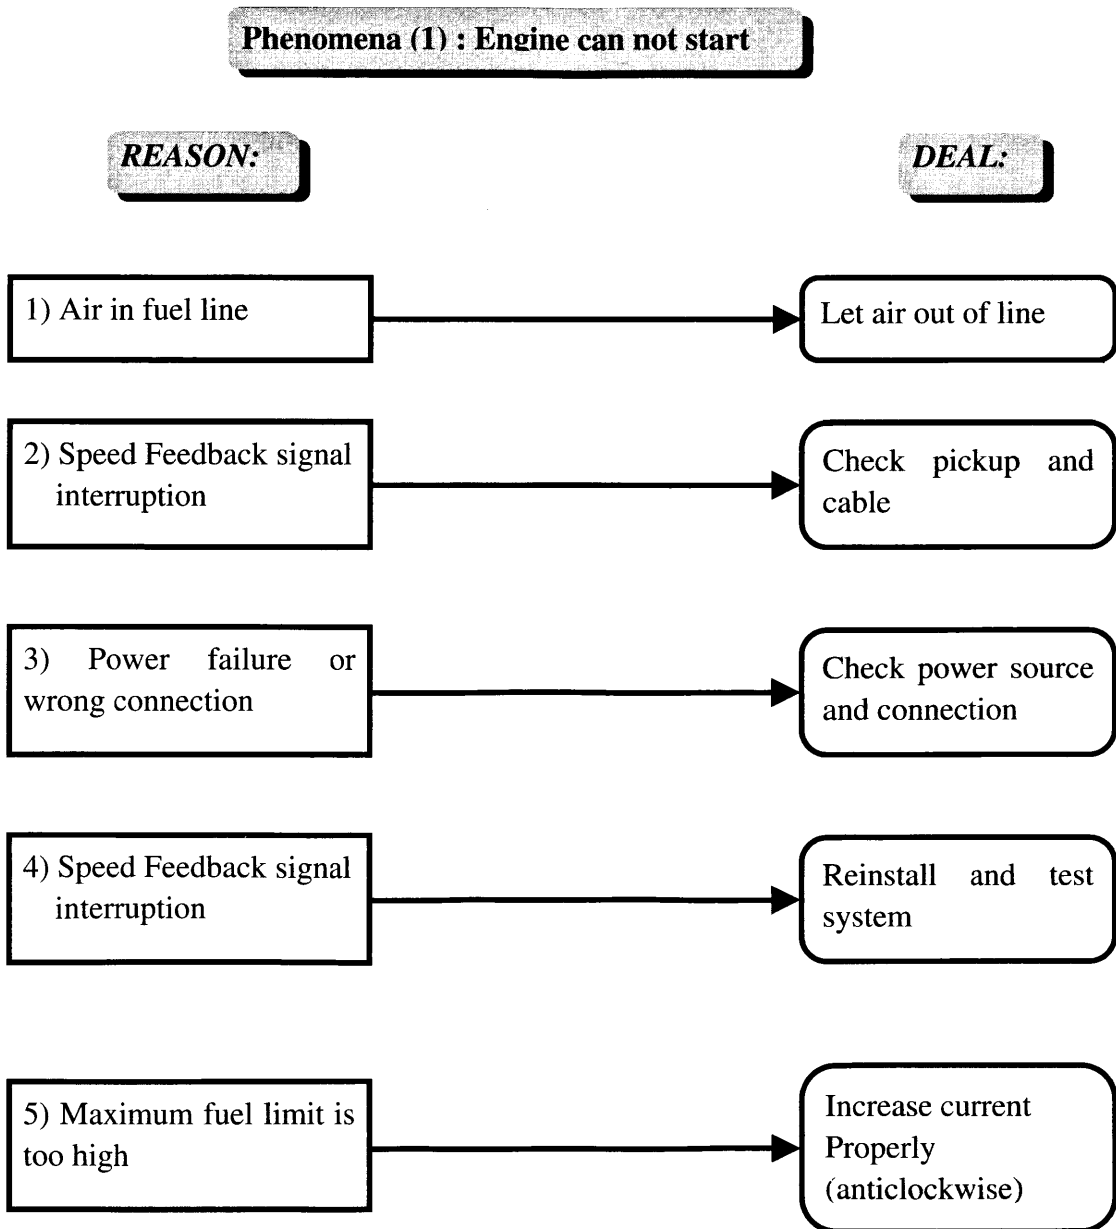 Phenomena (1) : Engine can not start
REASON:
DEAL:
1) Air in fuel line
Let air out of line
2) Speed Feedback signal
interruption
Check pickup and
cable
3) Power failure or
wrong connection
Check power source
and connection
4) Speed Feedback signal
interruption
Reinstall and test
system
5) Maximum fuel limit is
too high
Increase current
Properly
(anticlockwise)